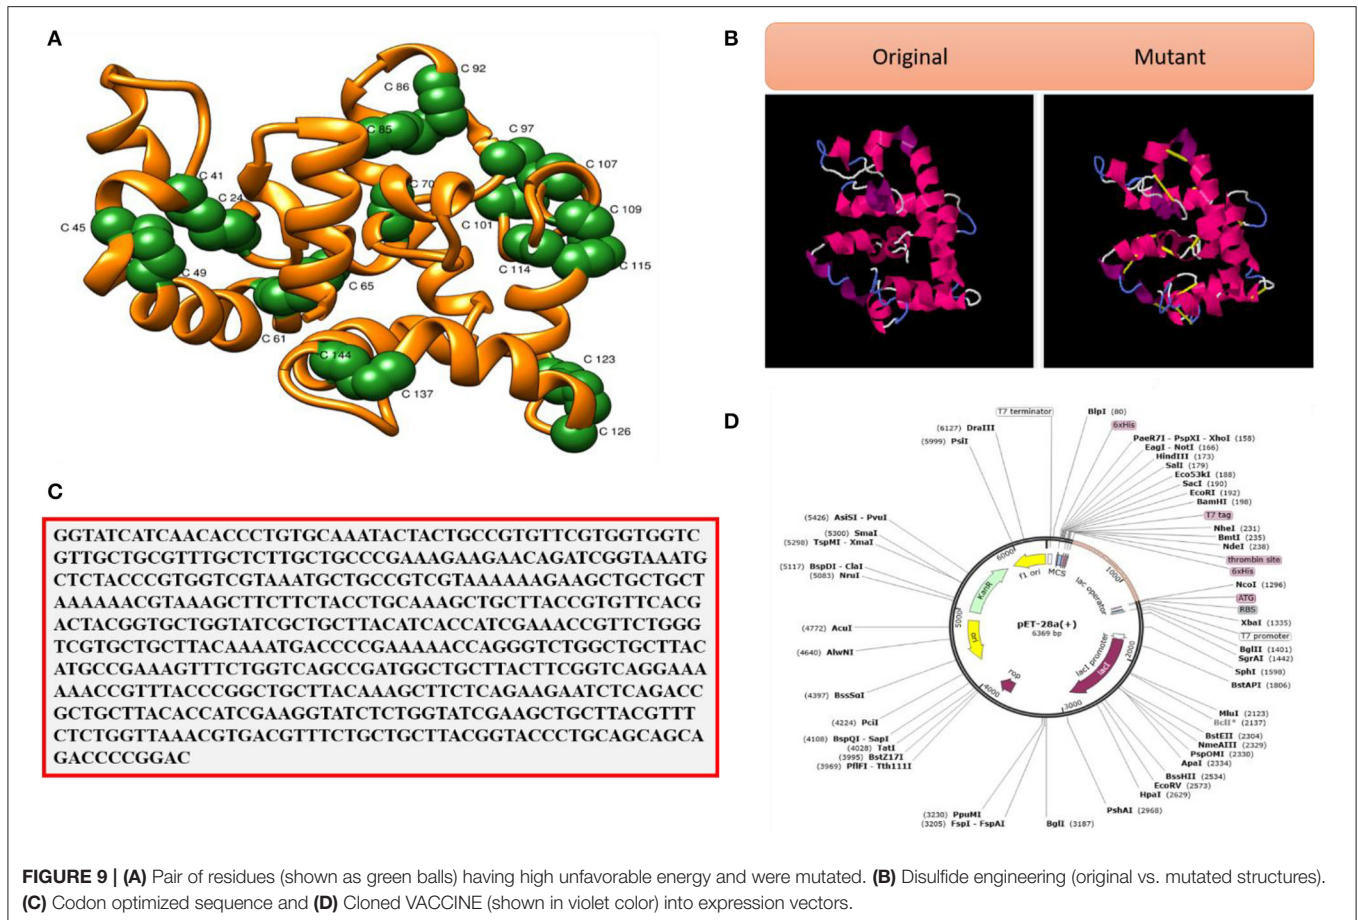 A
C 92
C 86
C 85
C 97
C 107
C 41
C 70
C 24
C 109
C 45
C 101
C 114
C 115
C 49
C 65
C 61
C 144
C 123
C 137
C 126
B
Original
Mutant
C
GGTATCATCAACACCCTGTGCAAATACTACTGCCGTGTTCGTGGTGGTC
GTTGCTGCGTTTGCTCTTGCTGCCCGAAAGAAGAACAGATCGGTAAATG
CTCTACCCGTGGTCGTAAATGCTGCCGTCGTAAAAAAGAAGCTGCTGCT
AAAAAACGTAAAGCTTCTTCTACCTGCAAAGCTGCTTACCGTGTTCACG
ACTACGGTGCTGGTATCGCTGCTTACATCACCATCGAAACCGTTCTGGG
TCGTGCTGCTTACAAAATGACCCCGAAAAACCAGGGTCTGGCTGCTTAC
ATGCCGAAAGTTTCTGGTCAGCCGATGGCTGCTTACTTCGGTCAGGAAA
AAACCGTTTACCCGGCTGCTTACAAAGCTTCTCAGAAGAATCTCAGACC
GCTGCTTACACCATCGAAGGTATCTCTGGTATCGAAGCTGCTTACGTTT
CTCTGGTTAAACGTGACGTTTCTGCTGCTTACGGTACCCTGCAGCAGCA
GACCCCGGAC
D
T7 terminator
BlpI (80)
6xHis
PaeR7I - PspXI - XhoI (158)
EagI - NotI (166)
HindIII (173)
SalI (179)
Eco53kI (188)
SacI (190)
EcoRI (192)
BamHI (198)
T7 tag
NheI (231)
BmtI (235)
NdeI (238)
thrombin site
6xHis
NcoI (1296)
ATG
RBS
XbaI (1335)
T7 promoter
BglII (1401)
SgrAI (1442)
SphI (1598)
BstAPI (1806)
MluI (2123)
BclI* (2137)
BstEII (2304)
NmeAIII (2329)
PspOMI (2330)
ApaI (2334)
BssHII (2534)
EcoRV (2573)
HpaI (2629)
PshAI (2968)
BglI (3187)
(3205) FspI - FspAI
(3230) PpuMI
(3969) PflFI - Tth111I
(3995) BstZ17I
(4028) TatI
(4108) BspQI - SapI
(4224) PciI
(4397) BssSαI
(4640) AlwNI
(4772) AcuI
(5083) NruI
(5117) BspDI - ClaI
(5298) TspMI - XmaI
(5300) SmaI
(5426) AsiSI - PvuI
(5999) PsiI
(6127) DraIII
f1 ori
MCS
KanR
ori
rop
lacI
lacI promoter
lac operator
1000
2000
3000
4000
5000
6000
pET-28a(+)
6369 bp
FIGURE 9 | (A) Pair of residues (shown as green balls) having high unfavorable energy and were mutated. (B) Disulfide engineering (original vs. mutated structures).
(C) Codon optimized sequence and (D) Cloned VACCINE (shown in violet color) into expression vectors.